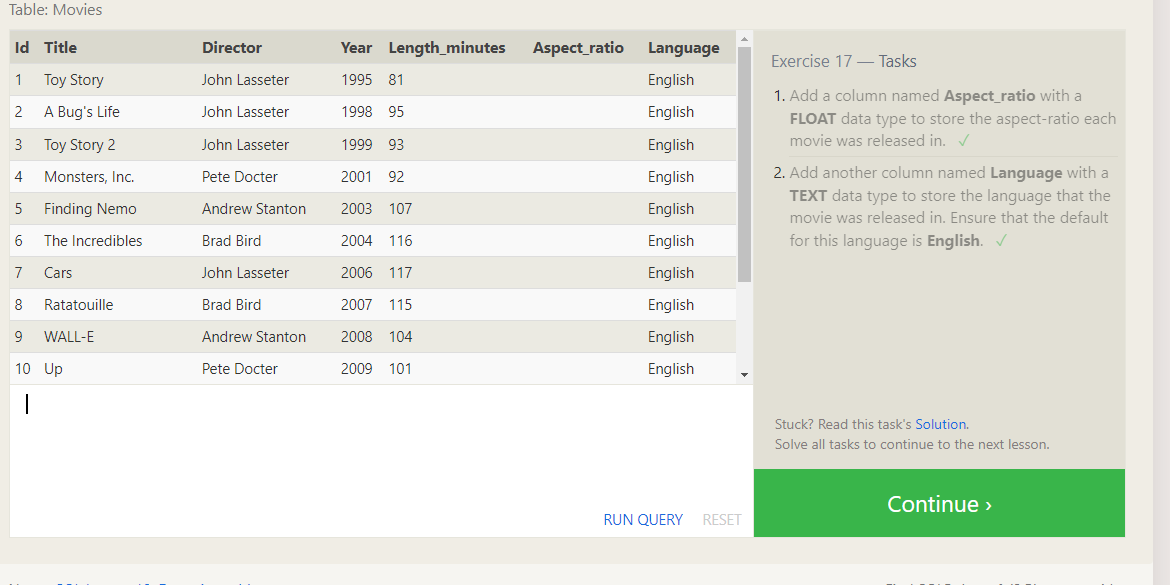 Table: Movies
Id Title Director Year Length_minutes Aspect_ratio Language
1 Toy Story John Lasseter 1995 81 English
2 A Bug's Life John Lasseter 1998 95 English
3 Toy Story 2 John Lasseter 1999 93 English
4 Monsters, Inc. Pete Docter 2001 92 English
5 Finding Nemo Andrew Stanton 2003 107 English
6 The Incredibles Brad Bird 2004 116 English
7 Cars John Lasseter 2006 117 English
8 Ratatouille Brad Bird 2007 115 English
9 WALL-E Andrew Stanton 2008 104 English
10 Up Pete Docter 2009 101 English
RUN QUERY RESET
Exercise 17 — Tasks
1. Add a column named Aspect_ratio with a
FLOAT data type to store the aspect-ratio each
movie was released in. ✓
2. Add another column named Language with a
TEXT data type to store the language that the
movie was released in. Ensure that the default
for this language is English. ✓
Stuck? Read this task's Solution.
Solve all tasks to continue to the next lesson.
Continue ›